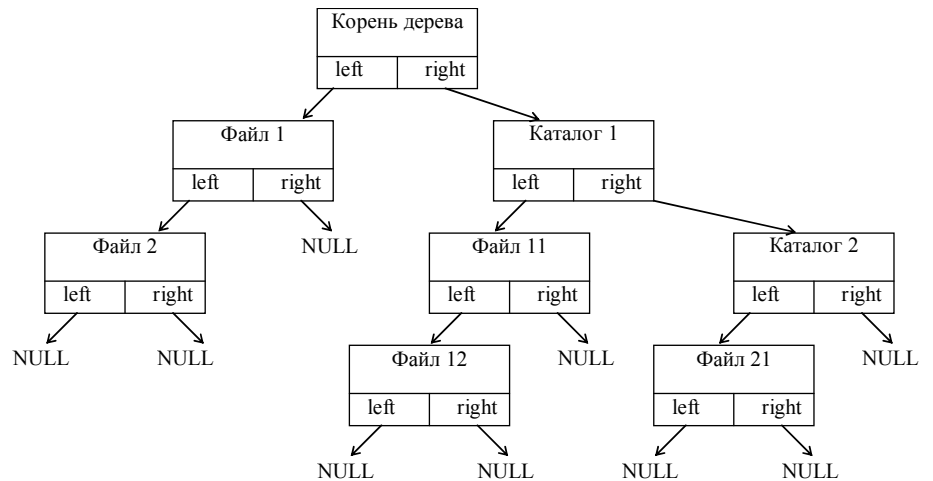 Корень дерева
left right
Файл 1 Каталог 1
left right left right
Файл 2 NULL Файл 11 Каталог 2
left right left right left right
NULL NULL Файл 12 NULL Файл 21 NULL
left right left right
NULL NULL NULL NULL